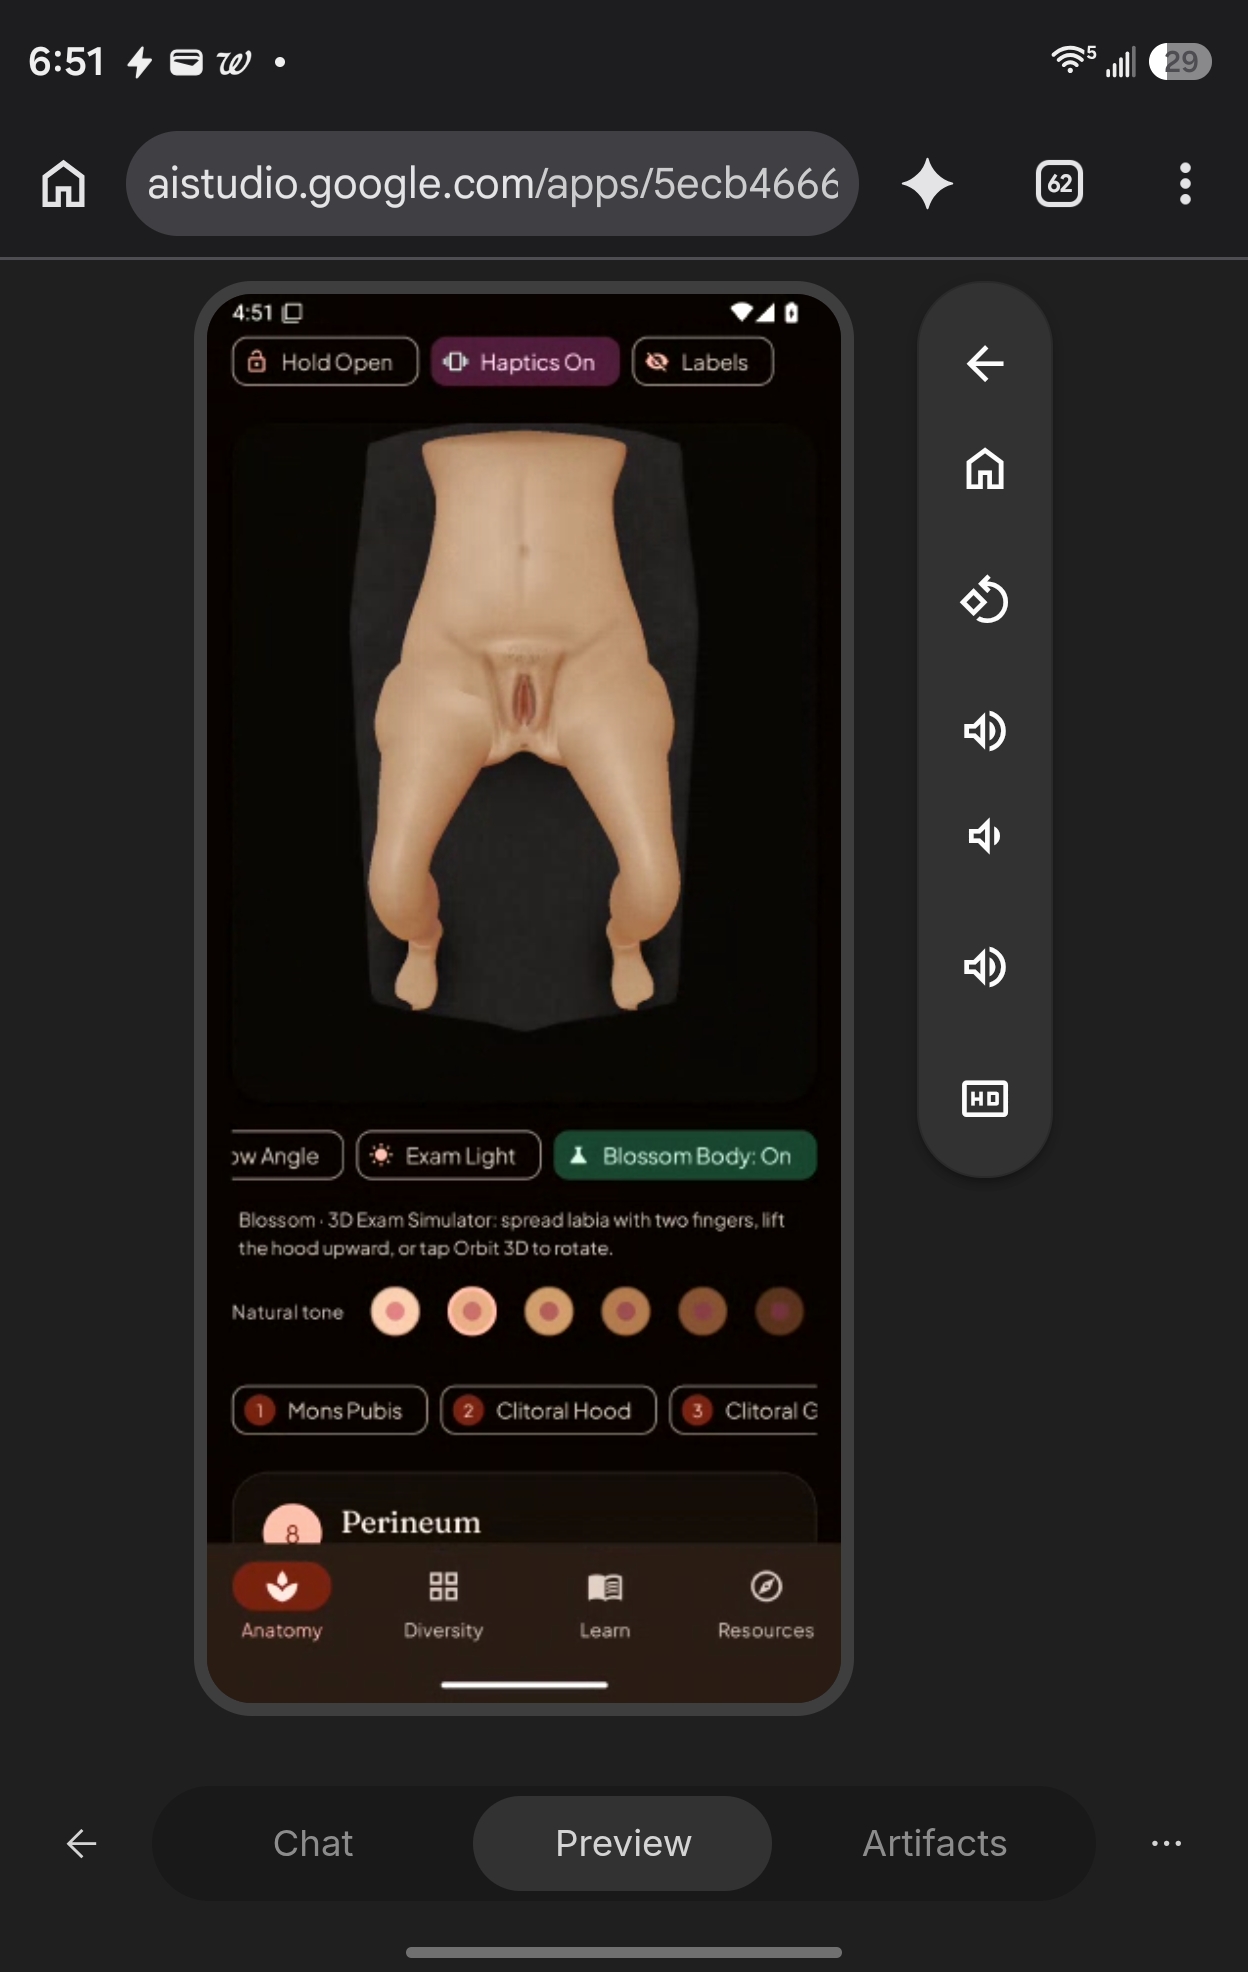 6:51
5
29
aistudio.google.com/apps/5ecb4666
62
4:51
Hold Open
Haptics On
Labels
ow Angle
Exam Light
Blossom Body: On
Blossom · 3D Exam Simulator: spread labia with two fingers, lift
the hood upward, or tap Orbit 3D to rotate.
Natural tone
1 Mons Pubis
2 Clitoral Hood
3 Clitoral G
8 Perineum
Anatomy
Diversity
Learn
Resources
HD
Chat
Preview
Artifacts